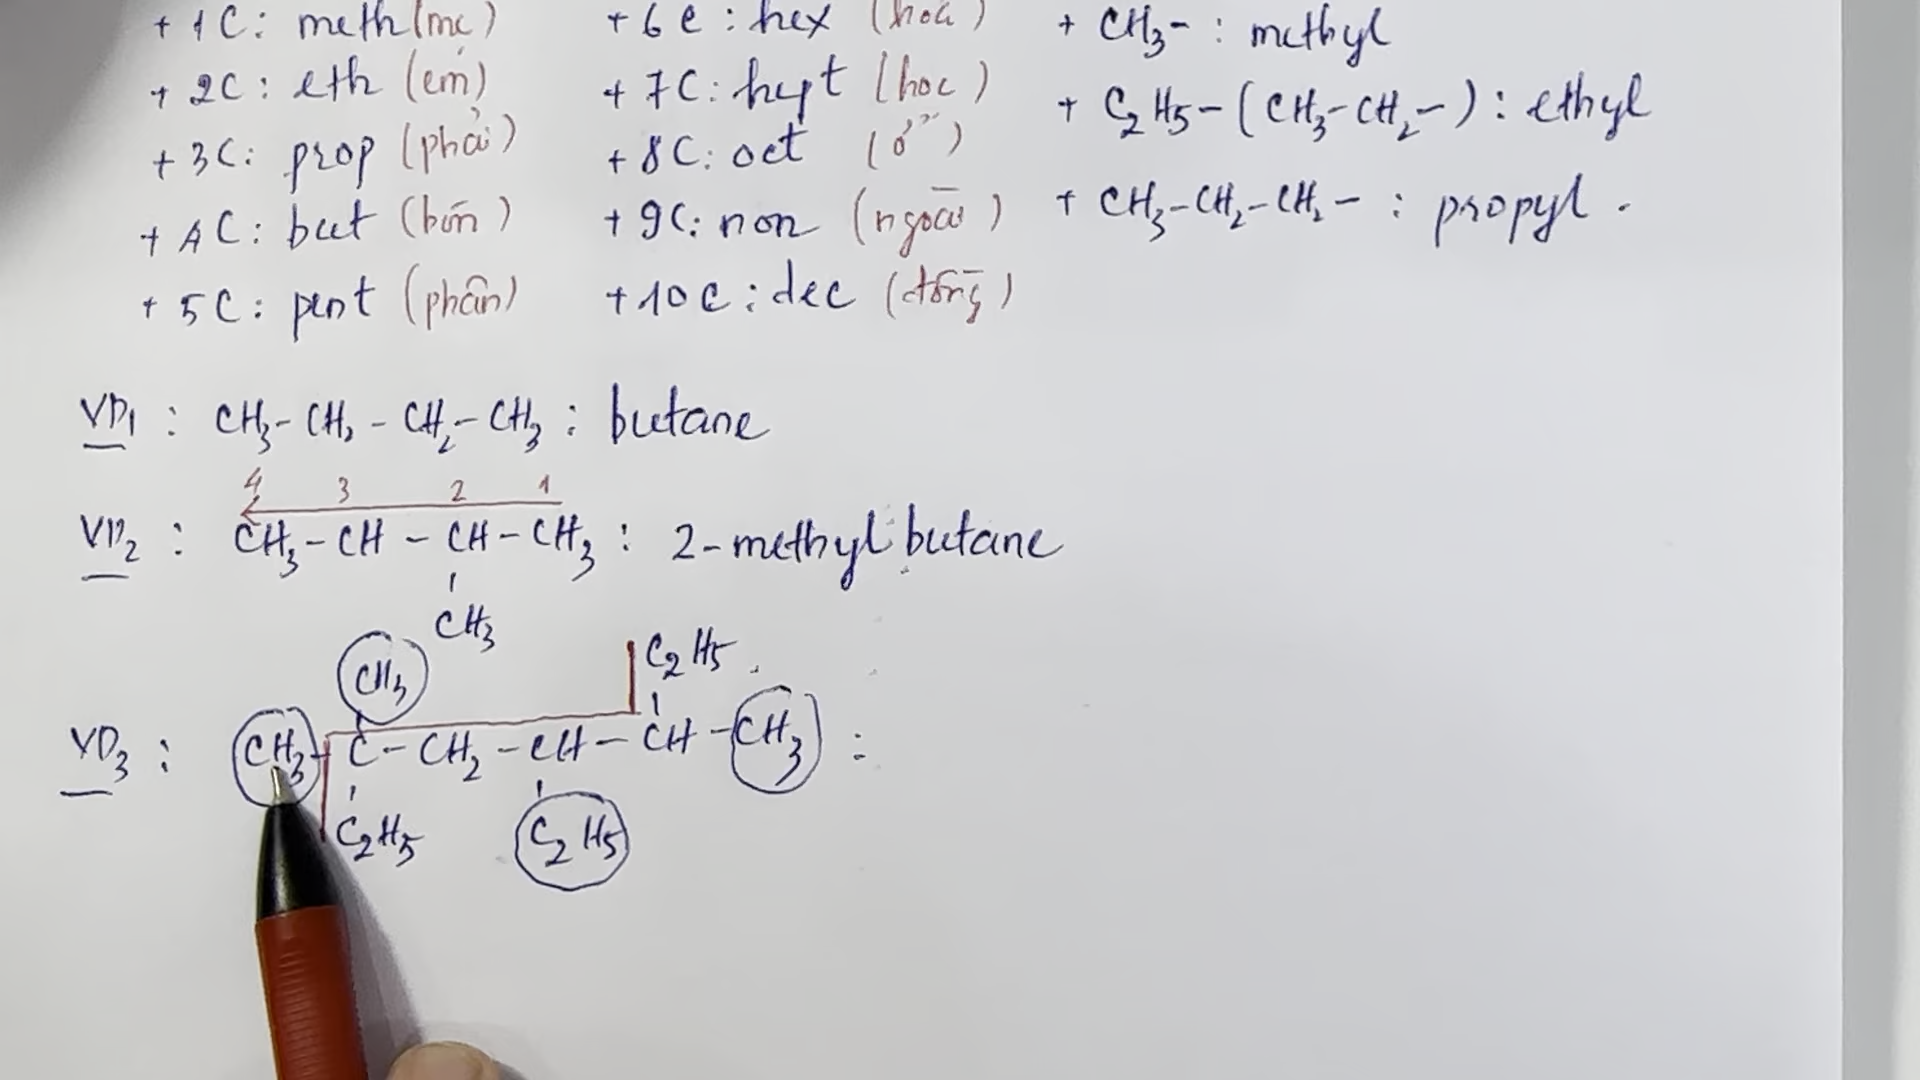 + 1C: meth (mẹ) + 6C: hex (hoá) + CH3- : methyl
+ 2C: eth (em) + 7C: hept (học) + C2H5- (CH3-CH2-): ethyl
+ 3C: prop (phải) + 8C: oct (ở) + CH3-CH2-CH2- : propyl.
+ 4C: but (bón) + 9C: non (ngoài)
+ 5C: pent (phân) + 10C: dec (đồng)
VD1 : CH3-CH2-CH2-CH3 : butane
4 3 2 1
VD2 : CH3-CH-CH-CH3 : 2-methyl butane
CH3
CH3 C2H5
VD3 : CH3-C-CH2-CH-CH-CH3 :
C2H5 C2H5